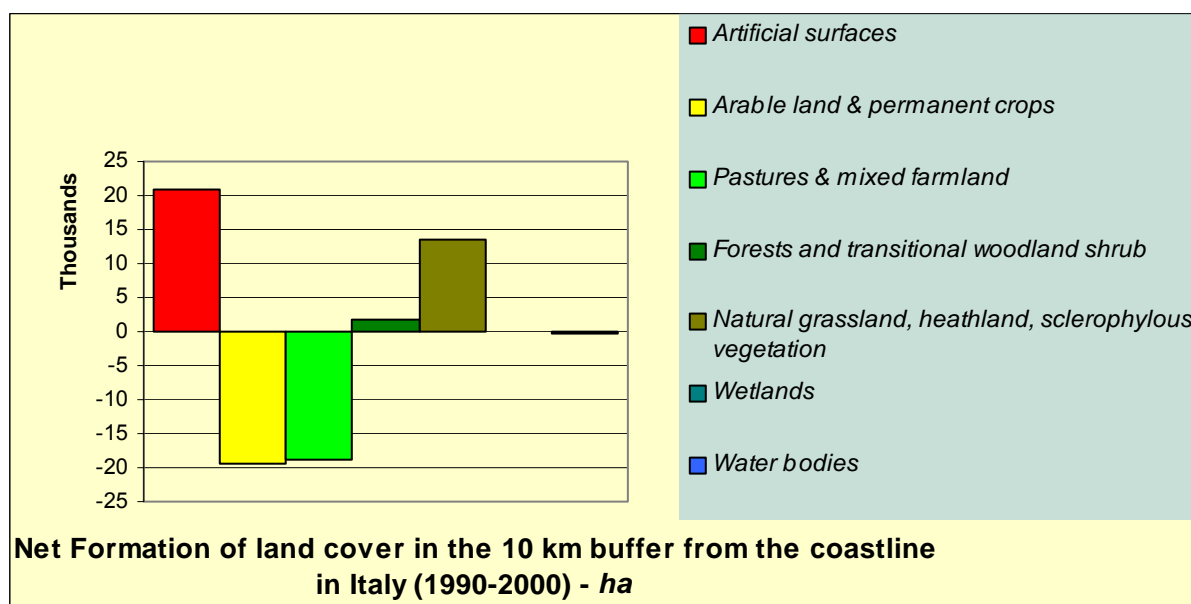 Artificial surfaces
Arable land & permanent crops
Pastures & mixed farmland
Forests and transitional woodland shrub
Natural grassland, heathland, sclerophylous
vegetation
Wetlands
Water bodies
Thousands
25
20
15
10
5
0
-5
-10
-15
-20
-25
Net Formation of land cover in the 10 km buffer from the coastline
in Italy (1990-2000) - ha